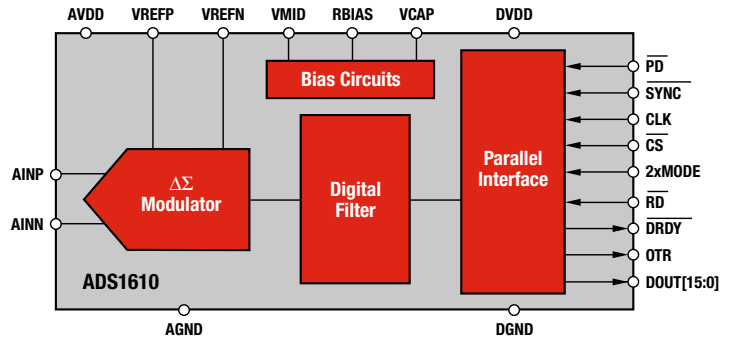 AVDD VREFP VREFN VMID RBIAS VCAP DVDD
Bias Circuits
PD
SYNC
CLK
CS
2xMODE
RD
DRDY
OTR
DOUT[15:0]
AINP
AINN
ΔΣ
Modulator
Digital
Filter
Parallel
Interface
ADS1610
AGND DGND